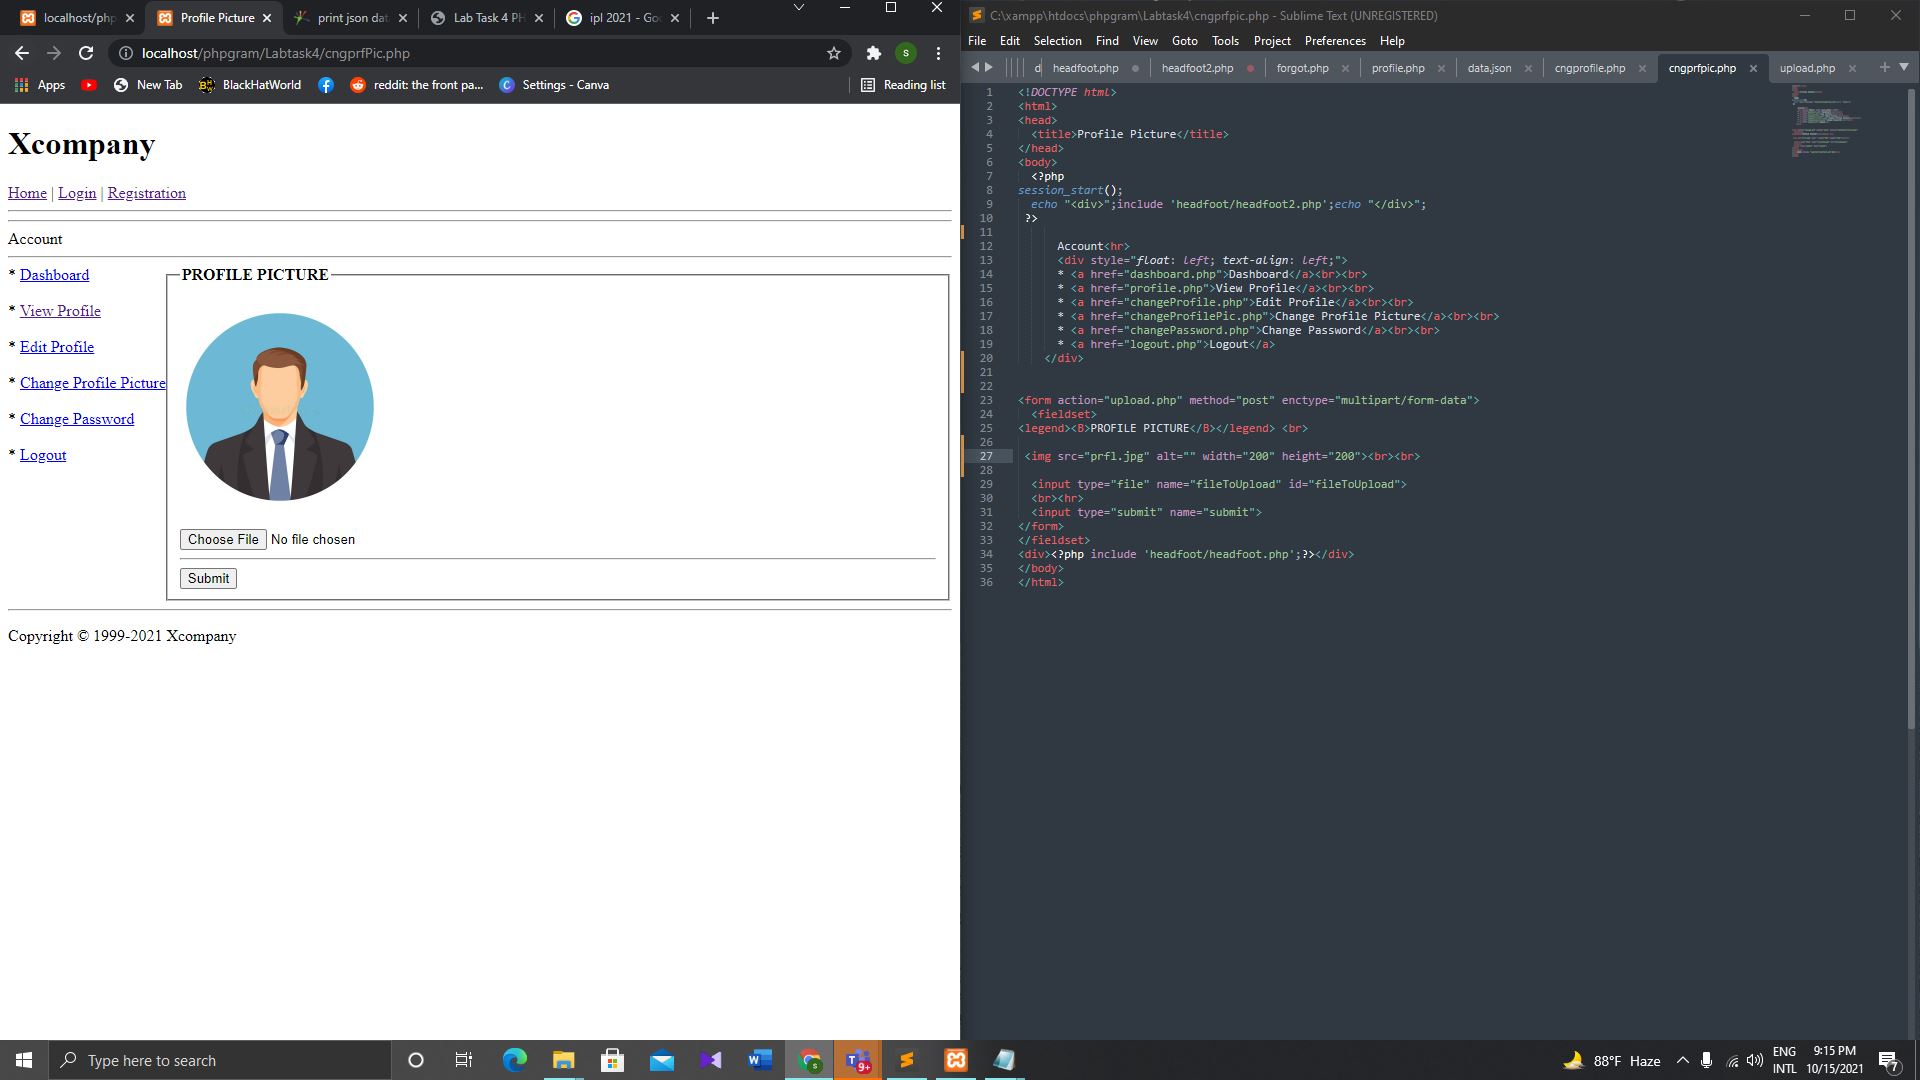 localhost/php
Profile Picture
print json dat
Lab Task 4 PH
ipl 2021 - Goo
localhost/phpgram/Labtask4/cngprfPic.php
s
Apps
New Tab
BlackHatWorld
reddit: the front pa...
Settings - Canva
Reading list
Xcompany
Home | Login | Registration
Account
* Dashboard
* View Profile
* Edit Profile
* Change Profile Picture
* Change Password
* Logout
PROFILE PICTURE
Choose File No file chosen
Submit
Copyright © 1999-2021 Xcompany
C:\xampp\htdocs\phpgram\Labtask4\cngprfpic.php - Sublime Text (UNREGISTERED)
File Edit Selection Find View Goto Tools Project Preferences Help
d headfoot.php headfoot2.php forgot.php profile.php data.json cngprofile.php cngprfpic.php upload.php
1 <!DOCTYPE html>
2 <html>
3 <head>
4 <title>Profile Picture</title>
5 </head>
6 <body>
7 <?php
8 session_start();
9 echo "<div>";include 'headfoot/headfoot2.php';echo "</div>";
10 ?>
11
12 Account<hr>
13 <div style="float: left; text-align: left;">
14 * <a href="dashboard.php">Dashboard</a><br><br>
15 * <a href="profile.php">View Profile</a><br><br>
16 * <a href="changeProfile.php">Edit Profile</a><br><br>
17 * <a href="changeProfilePic.php">Change Profile Picture</a><br><br>
18 * <a href="changePassword.php">Change Password</a><br><br>
19 * <a href="logout.php">Logout</a>
20 </div>
21
22
23 <form action="upload.php" method="post" enctype="multipart/form-data">
24 <fieldset>
25 <legend><B>PROFILE PICTURE</B></legend> <br>
26
27 <img src="prfl.jpg" alt="" width="200" height="200"><br><br>
28
29 <input type="file" name="fileToUpload" id="fileToUpload">
30 <br><hr>
31 <input type="submit" name="submit">
32 </form>
33 </fieldset>
34 <div><?php include 'headfoot/headfoot.php';?></div>
35 </body>
36 </html>
Type here to search
9+
88°F Haze
ENG
INTL
9:15 PM
10/15/2021
7